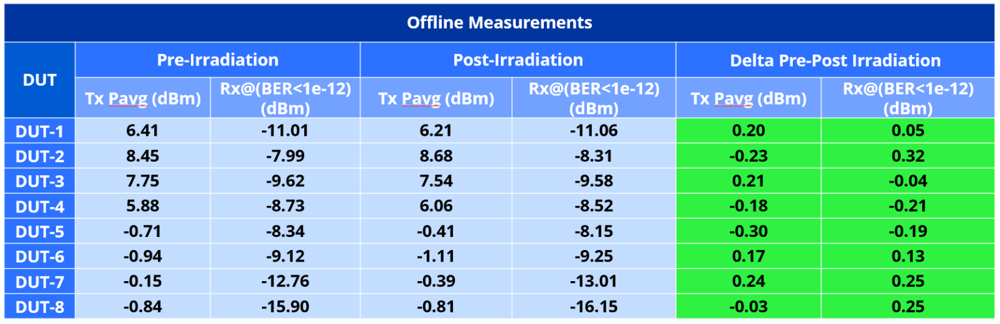 Offline Measurements
DUT Pre-Irradiation Post-Irradiation Delta Pre-Post Irradiation
Tx Pavg (dBm) Rx@(BER<1e-12) (dBm) Tx Pavg (dBm) Rx@(BER<1e-12) (dBm) Tx Pavg (dBm) Rx@(BER<1e-12) (dBm)
DUT-1 6.41 -11.01 6.21 -11.06 0.20 0.05
DUT-2 8.45 -7.99 8.68 -8.31 -0.23 0.32
DUT-3 7.75 -9.62 7.54 -9.58 0.21 -0.04
DUT-4 5.88 -8.73 6.06 -8.52 -0.18 -0.21
DUT-5 -0.71 -8.34 -0.41 -8.15 -0.30 -0.19
DUT-6 -0.94 -9.12 -1.11 -9.25 0.17 0.13
DUT-7 -0.15 -12.76 -0.39 -13.01 0.24 0.25
DUT-8 -0.84 -15.90 -0.81 -16.15 -0.03 0.25